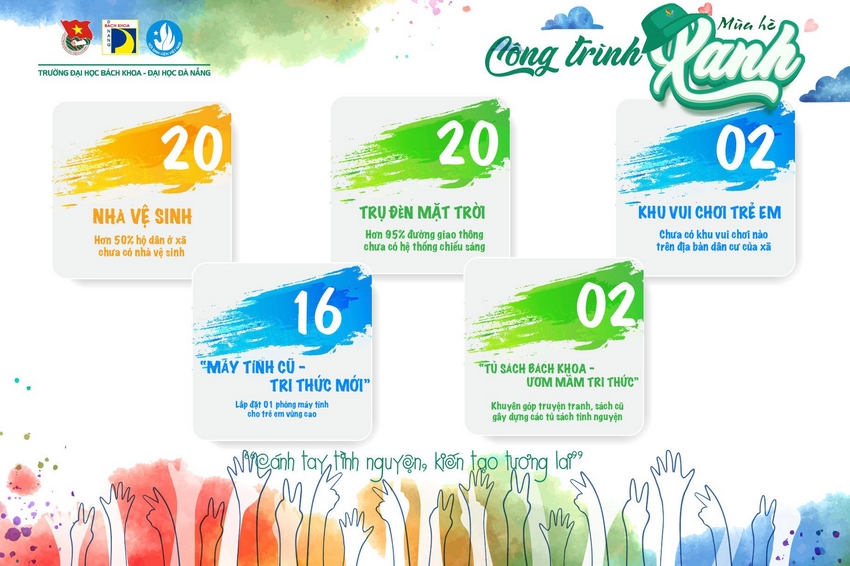 BÁCH KHOA
ĐÀ NẴNG
TRƯỜNG ĐẠI HỌC BÁCH KHOA - ĐẠI HỌC ĐÀ NẴNG
Mùa hè
Công trình
Xanh
20
NHÀ VỆ SINH
Hơn 50% hộ dân ở xã
chưa có nhà vệ sinh
20
TRỤ ĐÈN MẶT TRỜI
Hơn 95% đường giao thông
chưa có hệ thống chiếu sáng
02
KHU VUI CHƠI TRẺ EM
Chưa có khu vui chơi nào
trên địa bàn dân cư của xã
16
“MÁY TÍNH CŨ -
TRI THỨC MỚI”
Lắp đặt 01 phòng máy tính
cho trẻ em vùng cao
02
"TỦ SÁCH BÁCH KHOA -
ƯƠM MẦM TRI THỨC"
Khuyên góp truyện tranh, sách cũ
gây dựng các tủ sách tình nguyện
"Cánh tay tình nguyện, kiến tạo tương lai"